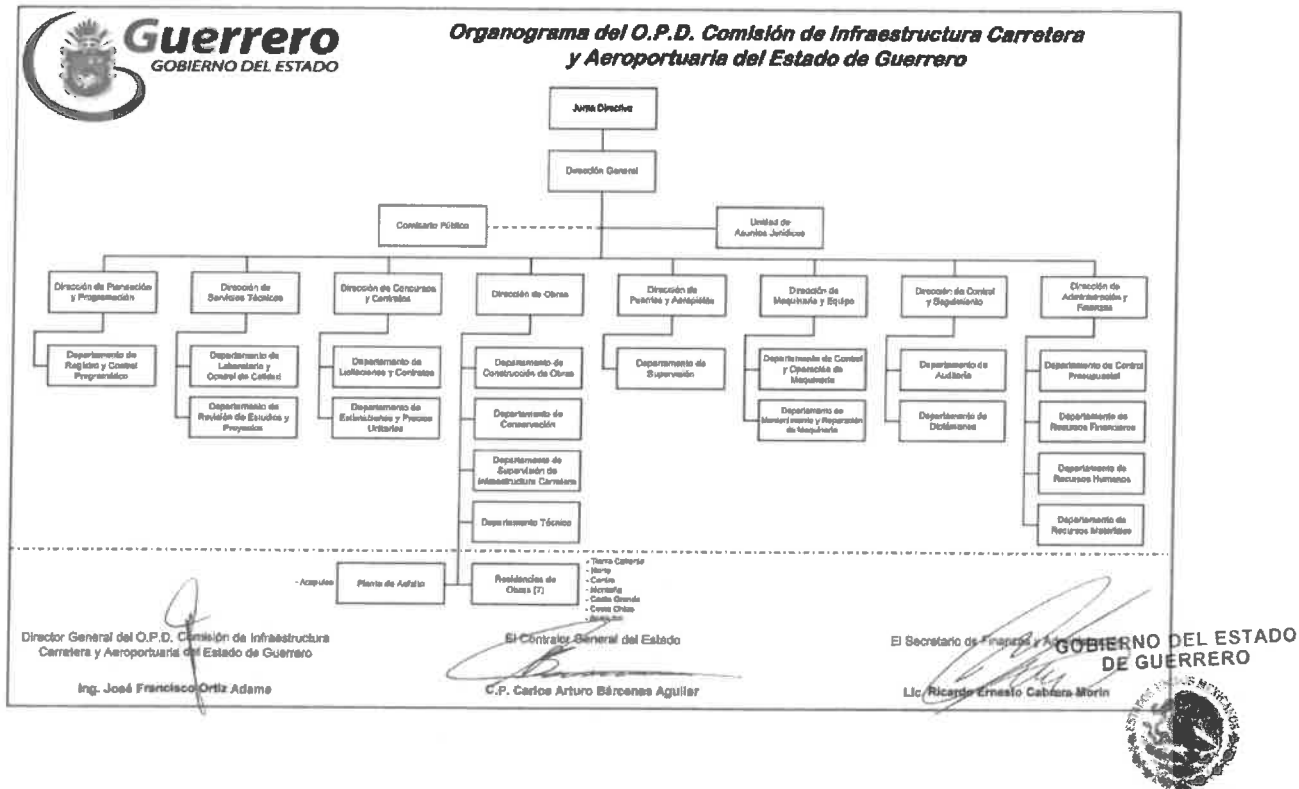 Guerrero
GOBIERNO DEL ESTADO
Organograma del O.P.D. Comisión de Infraestructura Carretera
y Aeroportuaria del Estado de Guerrero
Junta Directiva
Dirección General
Comisario Público
Unidad de
Asuntos Jurídicos
Dirección de Planeación
y Programación
Dirección de
Servicios Técnicos
Dirección de Concursos
y Contratos
Dirección de Obras
Dirección de
Puentes y Aeropistas
Dirección de
Maquinaria y Equipo
Dirección de Control
y Seguimiento
Dirección de
Administración y
Finanzas
Departamento de
Registro y Control
Programático
Departamento de
Laboratorio y
Control de Calidad
Departamento de
Revisión de Estudios y
Proyectos
Departamento de
Licitaciones y Contratos
Departamento de
Estimaciones y Precios
Unitarios
Departamento de
Construcción de Obras
Departamento de
Conservación
Departamento de
Supervisión de
Infraestructura Carretera
Departamento Técnico
Departamento de
Supervisión
Departamento de Control
y Operación de
Maquinaria
Departamento de
Mantenimiento y Reparación
de Maquinaria
Departamento de
Auditoría
Departamento de
Dictámenes
Departamento de Control
Presupuestal
Departamento de
Recursos Financieros
Departamento de
Recursos Humanos
Departamento de
Recursos Materiales
- Acapulco
Planta de Asfalto
Residencias de
Obras (7)
- Tierra Caliente
- Norte
- Centro
- Montaña
- Costa Grande
- Costa Chica
- Acapulco
Director General del O.P.D. Comisión de Infraestructura
Carretera y Aeroportuaria del Estado de Guerrero
Ing. José Francisco Ortiz Adame
El Contralor General del Estado
C.P. Carlos Arturo Bárcenas Aguilar
El Secretario de Finanzas y
Lic. Ricardo Ernesto Cabrera Morin
GOBIERNO DEL ESTADO
DE GUERRERO
ESTADOS UNIDOS MEXICANOS